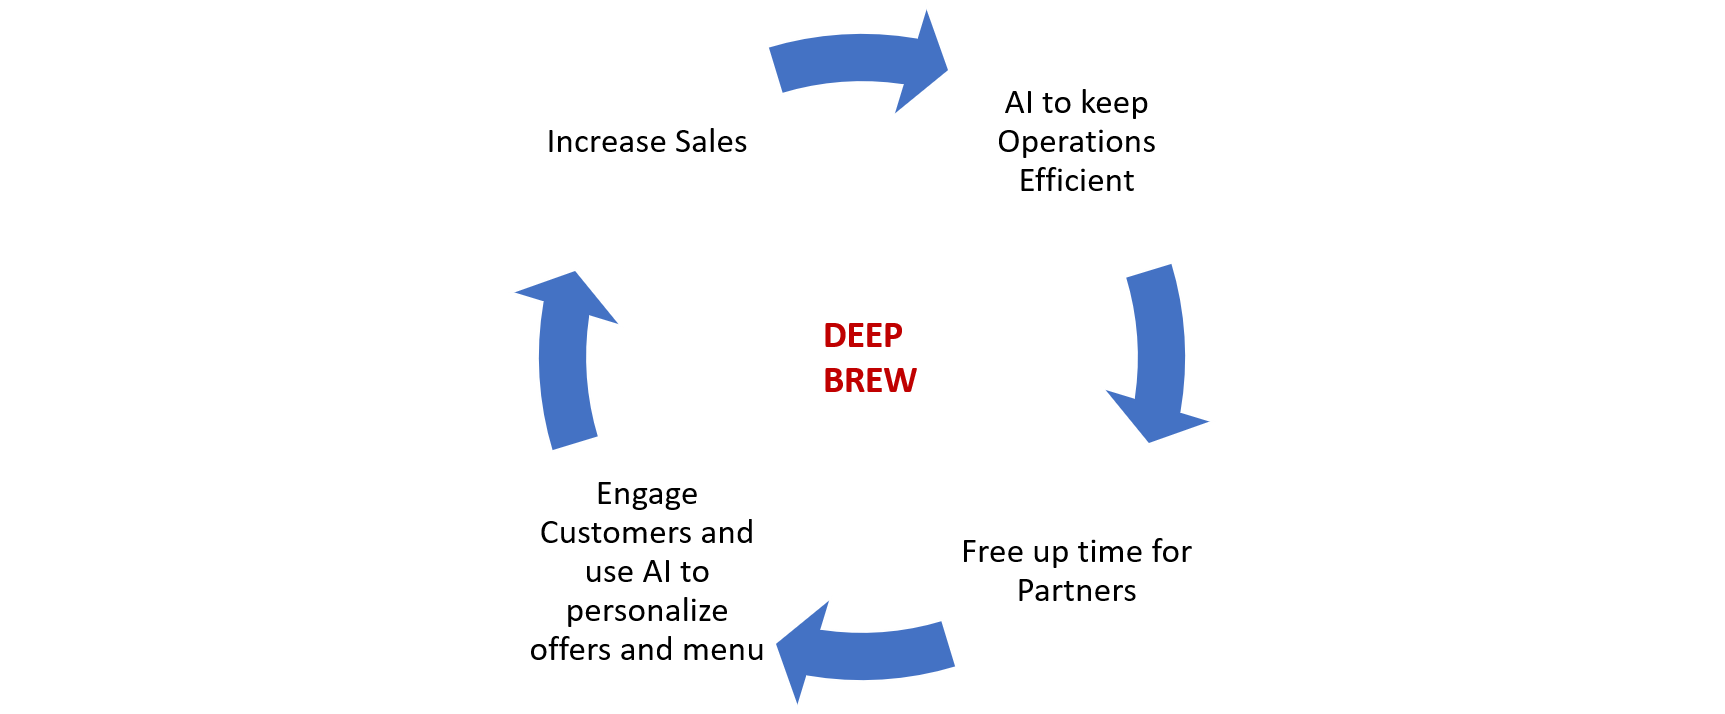 Increase Sales
AI to keep
Operations
Efficient
DEEP
BREW
Engage
Customers and
use AI to
personalize
offers and menu
Free up time for
Partners